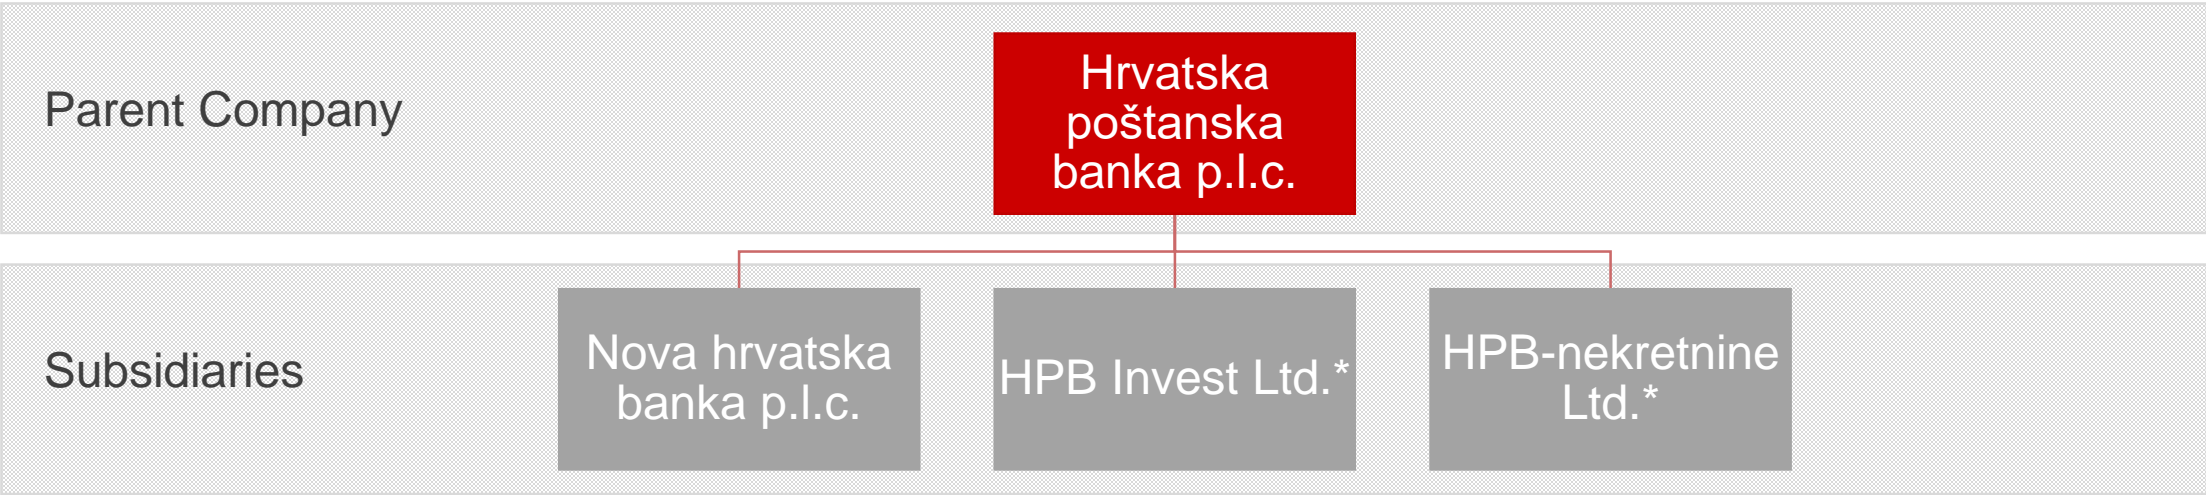 Parent Company
Hrvatska
poštanska
banka p.l.c.
Subsidiaries
Nova hrvatska
banka p.l.c.
HPB Invest Ltd.*
HPB-nekretnine
Ltd.*